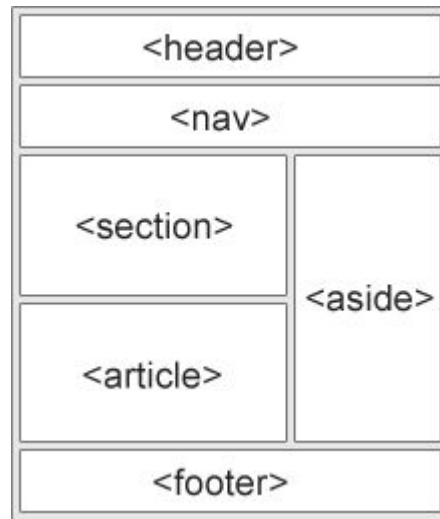 <header>
<nav>
<section>
<aside>
<article>
<footer>